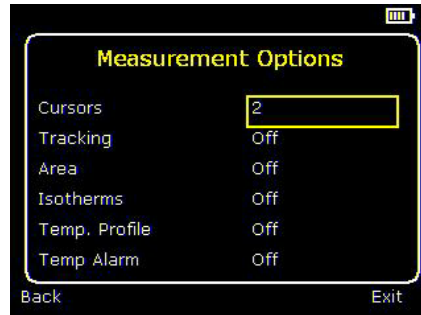 Measurement Options
Cursors 2
Tracking Off
Area Off
Isotherms Off
Temp. Profile Off
Temp Alarm Off
Back Exit